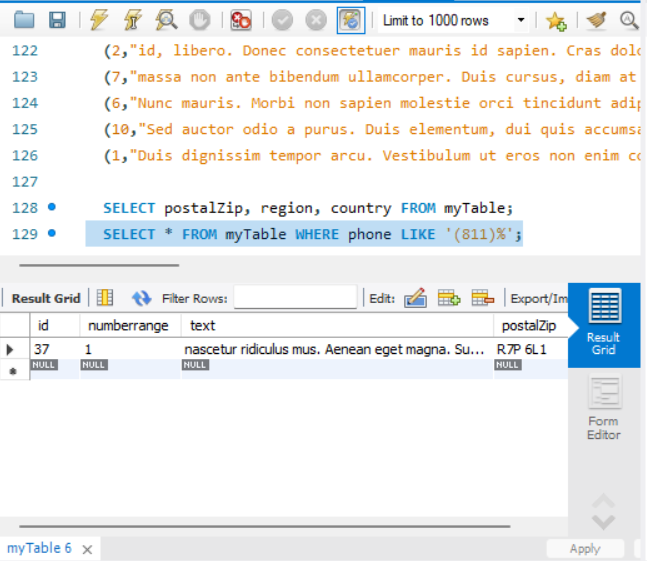 Limit to 1000 rows
122 (2,"id, libero. Donec consectetuer mauris id sapien. Cras
123 (7,"massa non ante bibendum ullamcorper. Duis cursus, diam at
124 (6,"Nunc mauris. Morbi non sapien molestie orci tincidunt
125 (10,"Sed auctor odio a purus. Duis elementum, dui quis
126 (1,"Duis dignissim tempor arcu. Vestibulum ut eros non enim
127
128 SELECT postalZip, region, country FROM myTable;
129 SELECT * FROM myTable WHERE phone LIKE '(811)%';
Result Grid Filter Rows: Edit: Export/Im
id numberrange text postalZip
37 1 nascetur ridiculus mus. Aenean eget magna. Su... R7P 6L1
NULL NULL NULL NULL
Result
Grid
Form
Editor
myTable 6 Apply